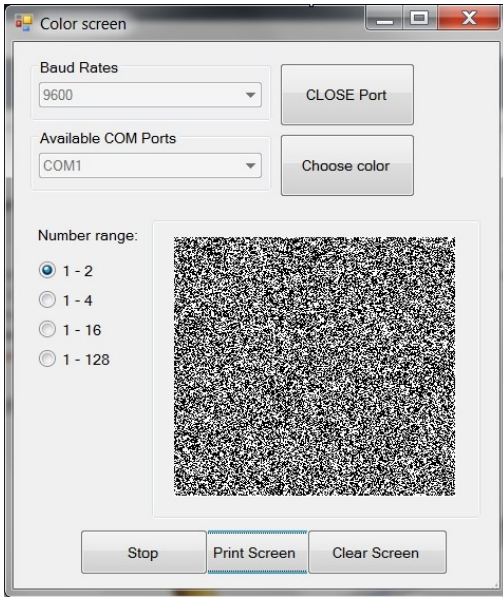 Color screen
Baud Rates
9600
CLOSE Port
Available COM Ports
COM1
Choose color
Number range:
1 - 2
1 - 4
1 - 16
1 - 128
Stop
Print Screen
Clear Screen